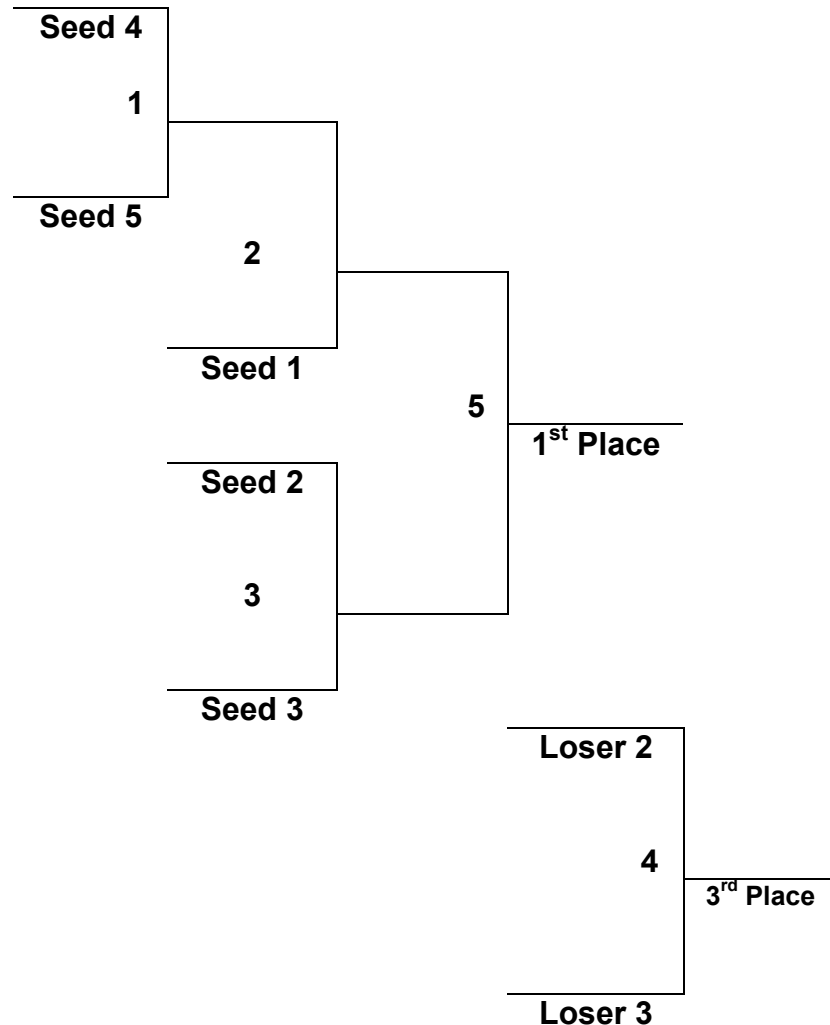 Seed 4
1
Seed 5
2
Seed 1
5
1st Place
Seed 2
3
Seed 3
Loser 2
4
3rd Place
Loser 3